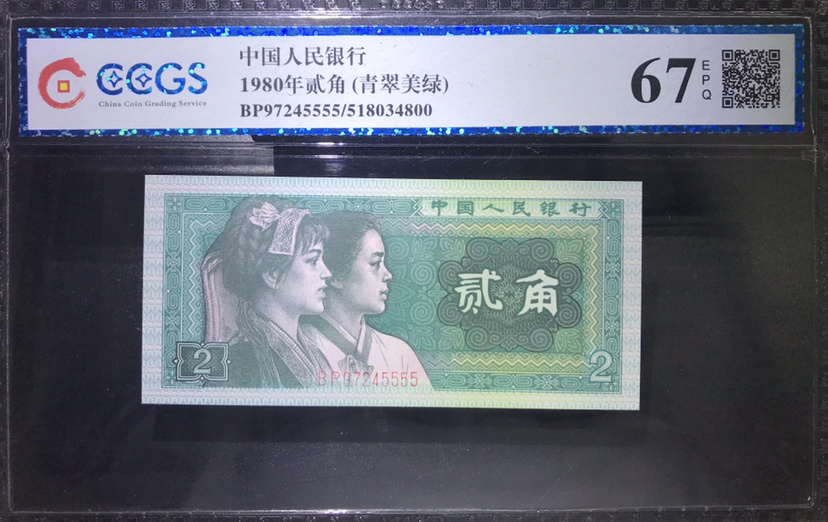 CCGS
China Coin Grading Service
中国人民银行
1980年贰角 (青翠美绿)
BP97245555/518034800
67
EPQ
中国人民银行
贰角
2
2
BP97245555